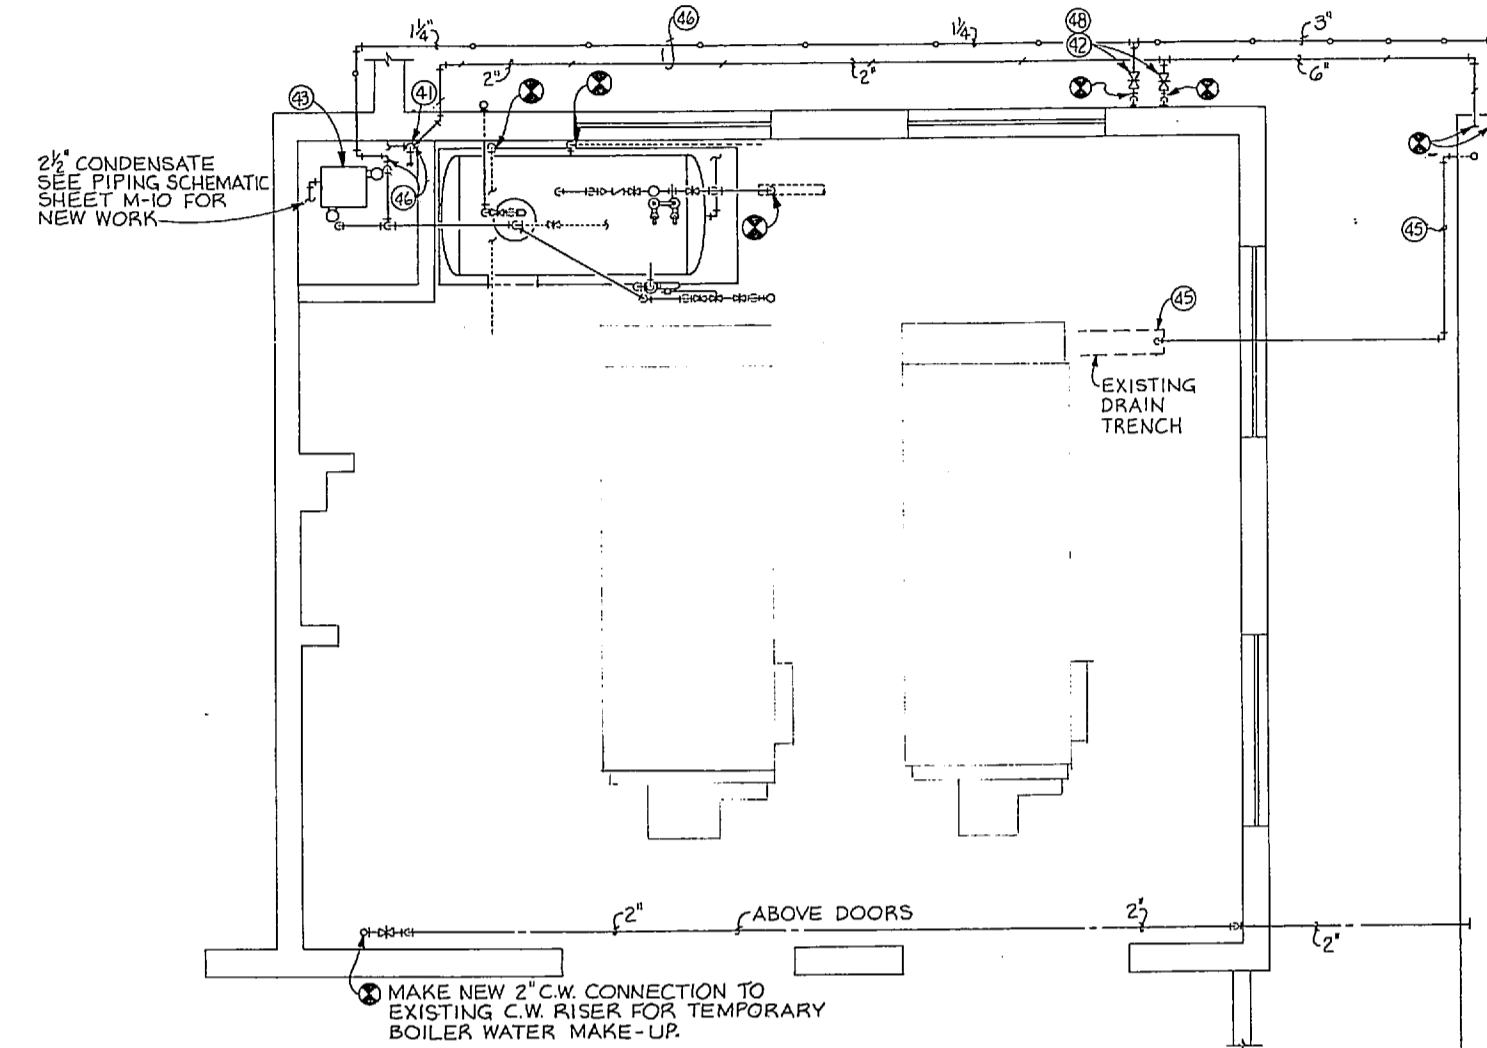 46
48
42
1¼"
1¼"
3"
2"
2"
6"
43
41
2½" CONDENSATE
SEE PIPING SCHEMATIC
SHEET M-10 FOR
NEW WORK
46
45
45
EXISTING
DRAIN
TRENCH
2"
ABOVE DOORS
2"
2"
MAKE NEW 2" C.W. CONNECTION TO
EXISTING C.W. RISER FOR TEMPORARY
BOILER WATER MAKE-UP.